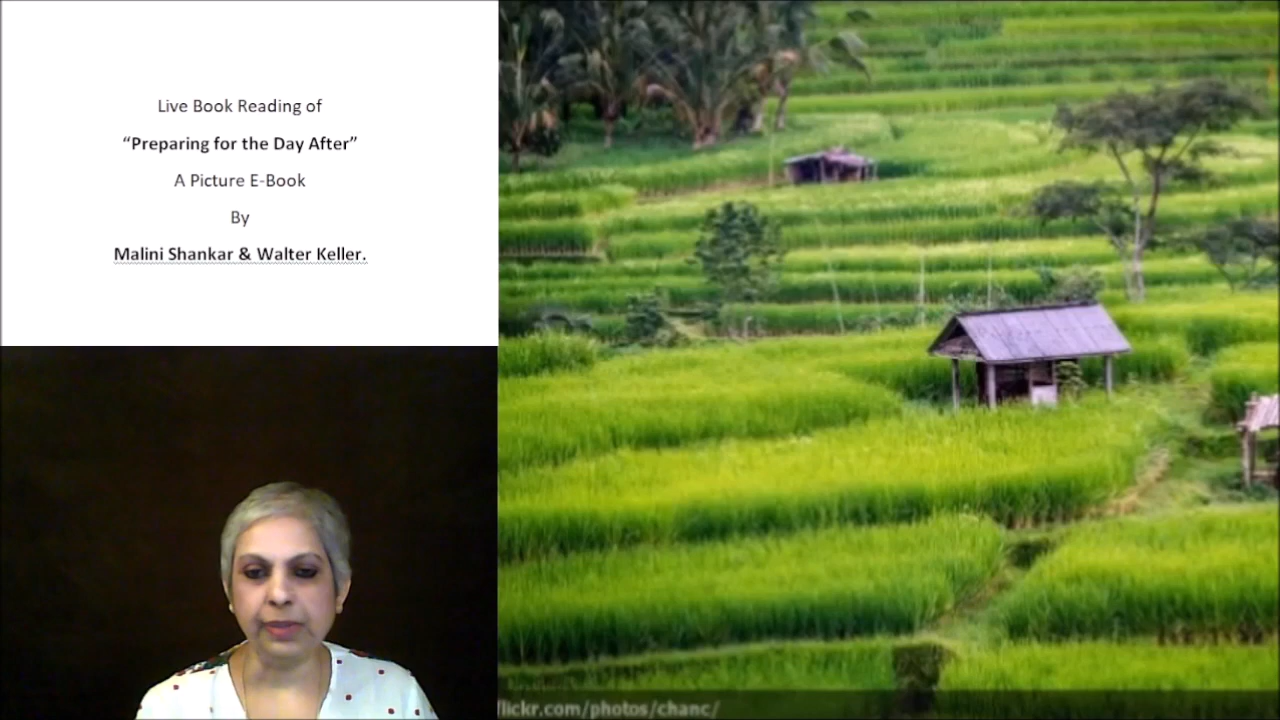 Live Book Reading of
“Preparing for the Day After”
A Picture E-Book
By
Malini Shankar & Walter Keller.
flickr.com/photos/chanc/